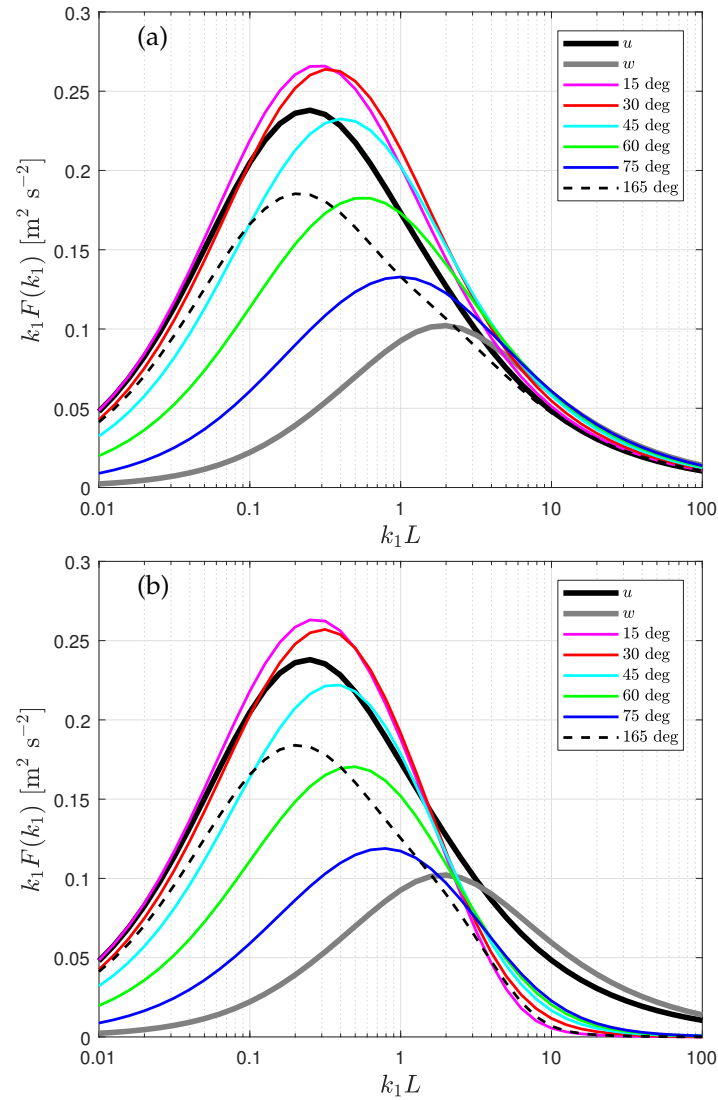 (a)
0.3
0.25
0.2
0.15
0.1
0.05
0
k₁F(k₁) [m² s⁻²]
u
w
15 deg
30 deg
45 deg
60 deg
75 deg
165 deg
0.01 0.1 1 10 100
k₁L
(b)
0.3
0.25
0.2
0.15
0.1
0.05
0
k₁F(k₁) [m² s⁻²]
u
w
15 deg
30 deg
45 deg
60 deg
75 deg
165 deg
0.01 0.1 1 10 100
k₁L